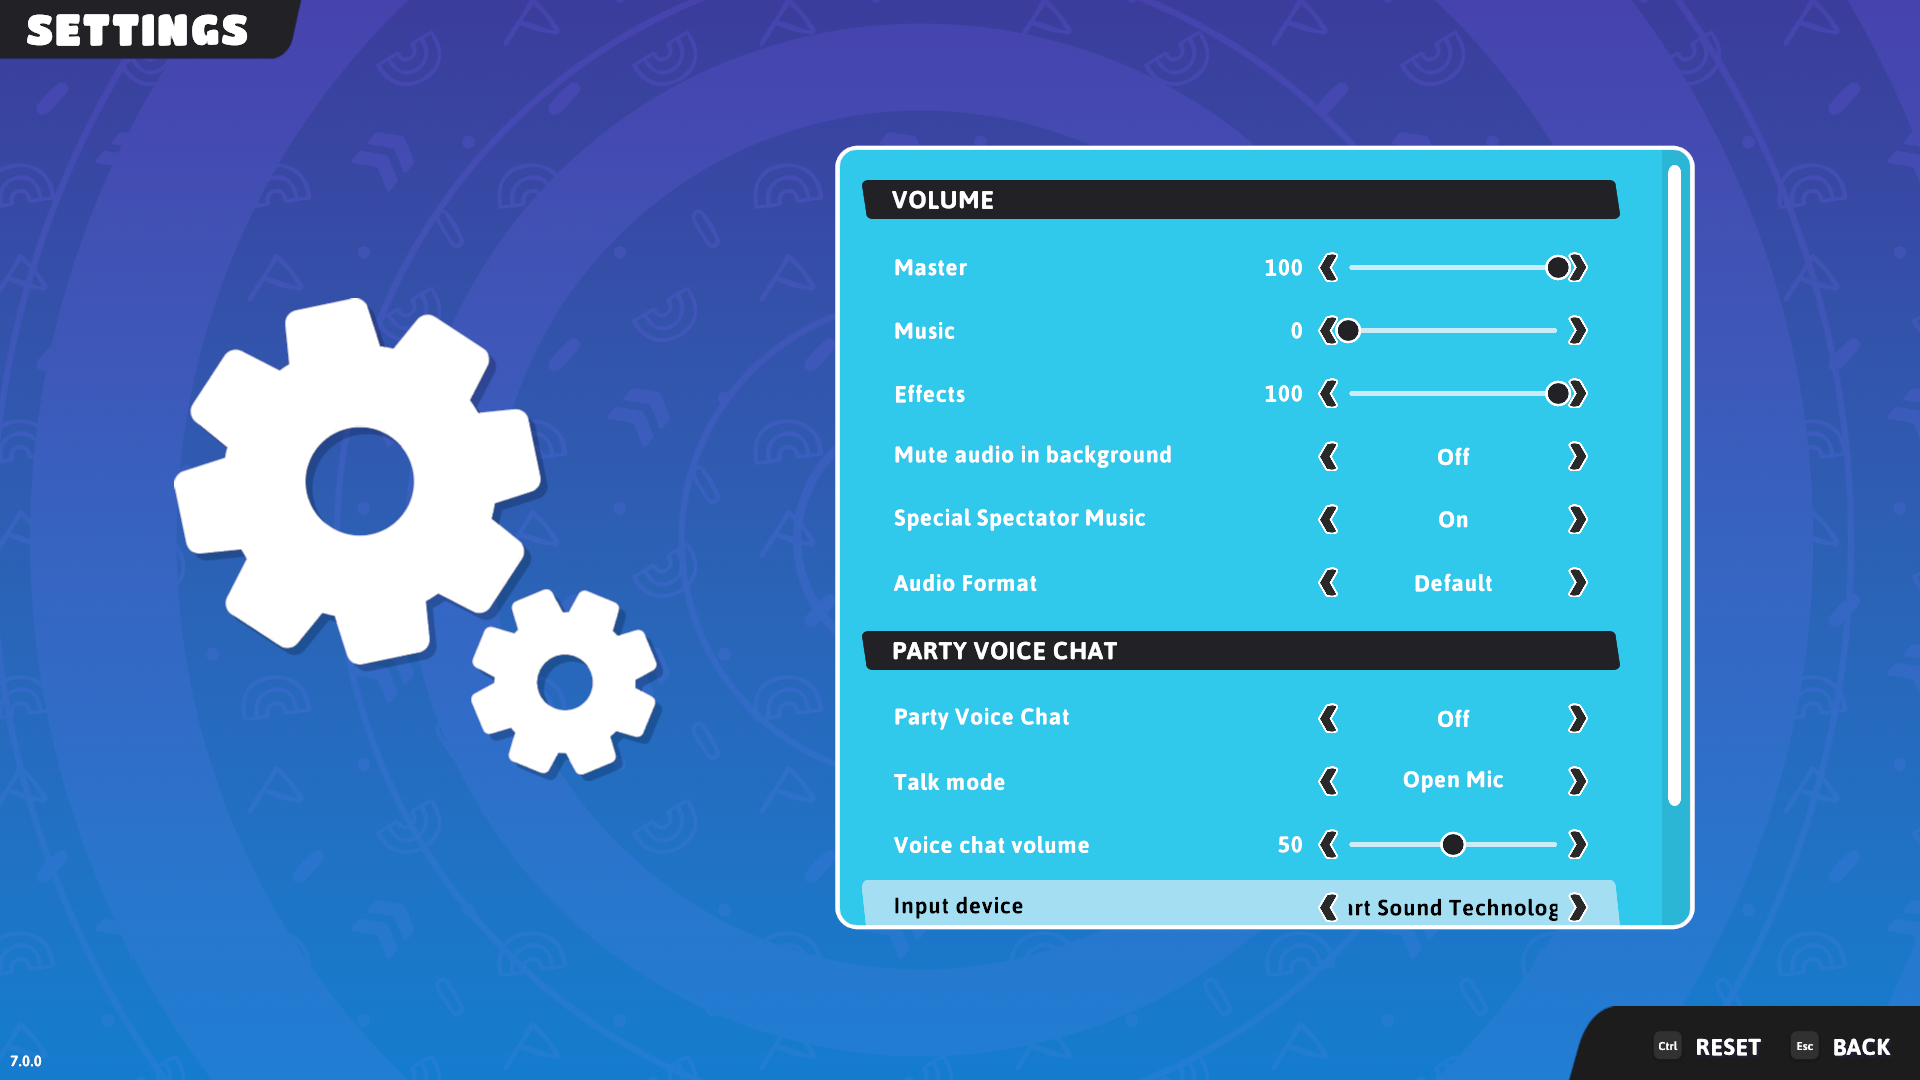 SETTINGS
VOLUME
Master 100
Music 0
Effects 100
Mute audio in background Off
Special Spectator Music On
Audio Format Default
PARTY VOICE CHAT
Party Voice Chat Off
Talk mode Open Mic
Voice chat volume 50
Input device Sound
7.0.0
Ctrl RESET Esc BACK